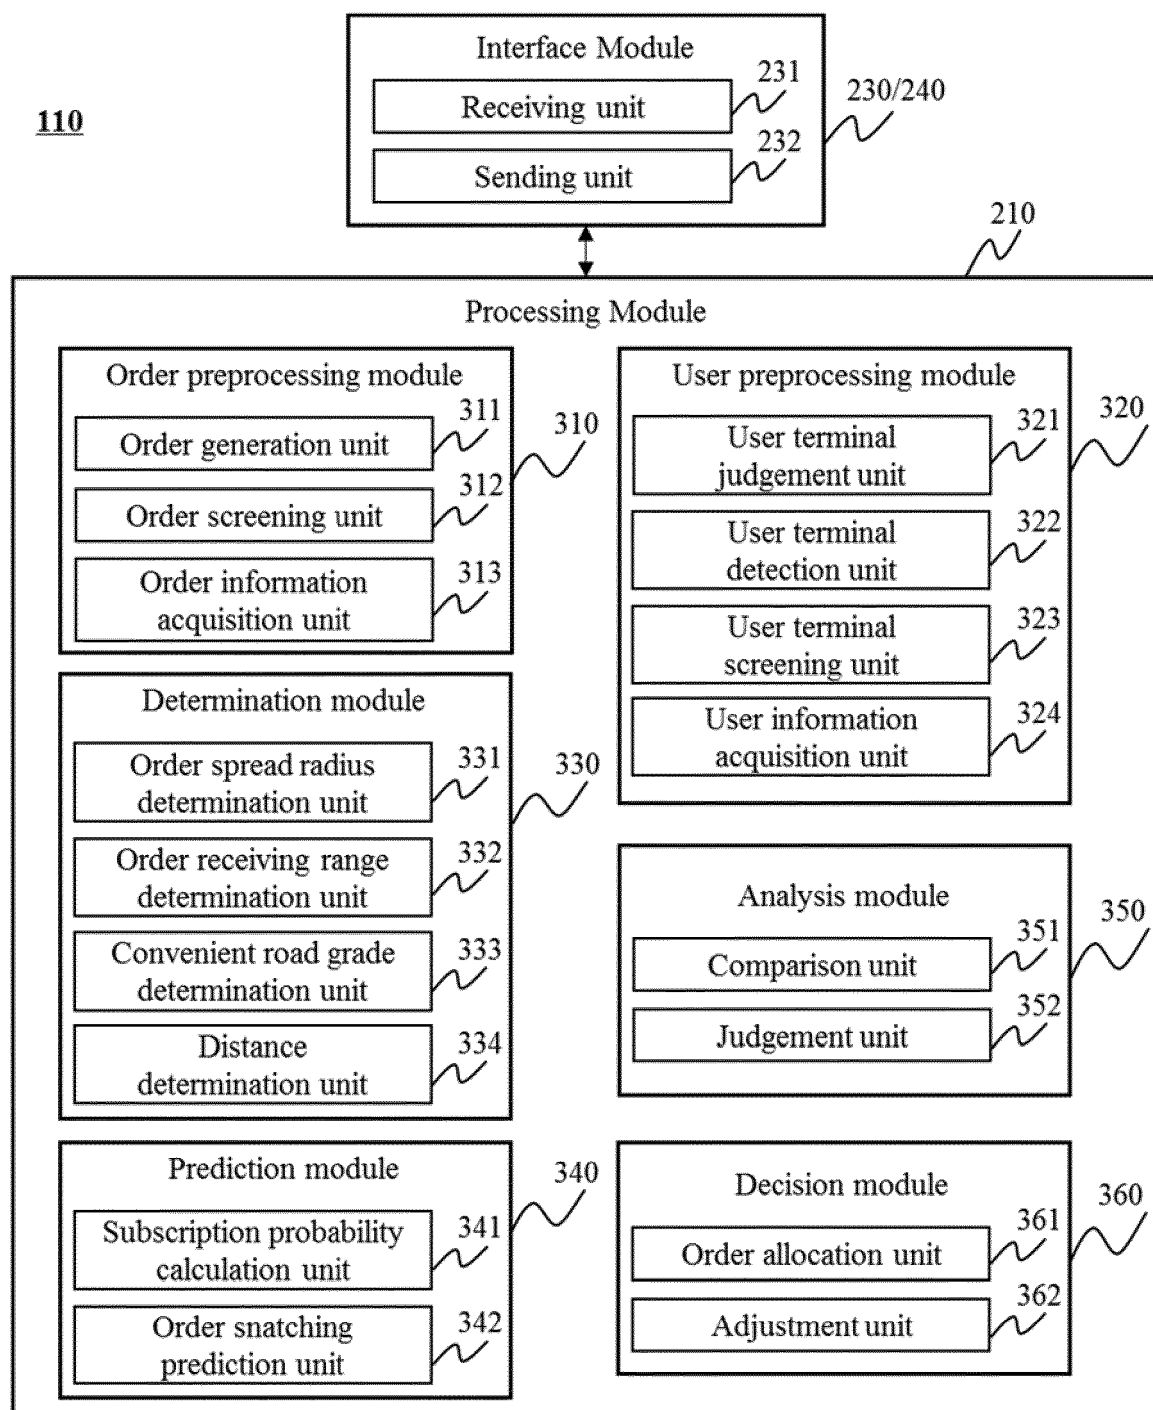 110
Interface Module
230/240
Receiving unit
231
Sending unit
232
210
Processing Module
Order preprocessing module
310
Order generation unit
311
Order screening unit
312
Order information
acquisition unit
313
User preprocessing module
320
User terminal
judgement unit
321
User terminal
detection unit
322
User terminal
screening unit
323
User information
acquisition unit
324
Determination module
330
Order spread radius
determination unit
331
Order receiving range
determination unit
332
Convenient road grade
determination unit
333
Distance
determination unit
334
Analysis module
350
Comparison unit
351
Judgement unit
352
Prediction module
340
Subscription probability
calculation unit
341
Order snatching
prediction unit
342
Decision module
360
Order allocation unit
361
Adjustment unit
362